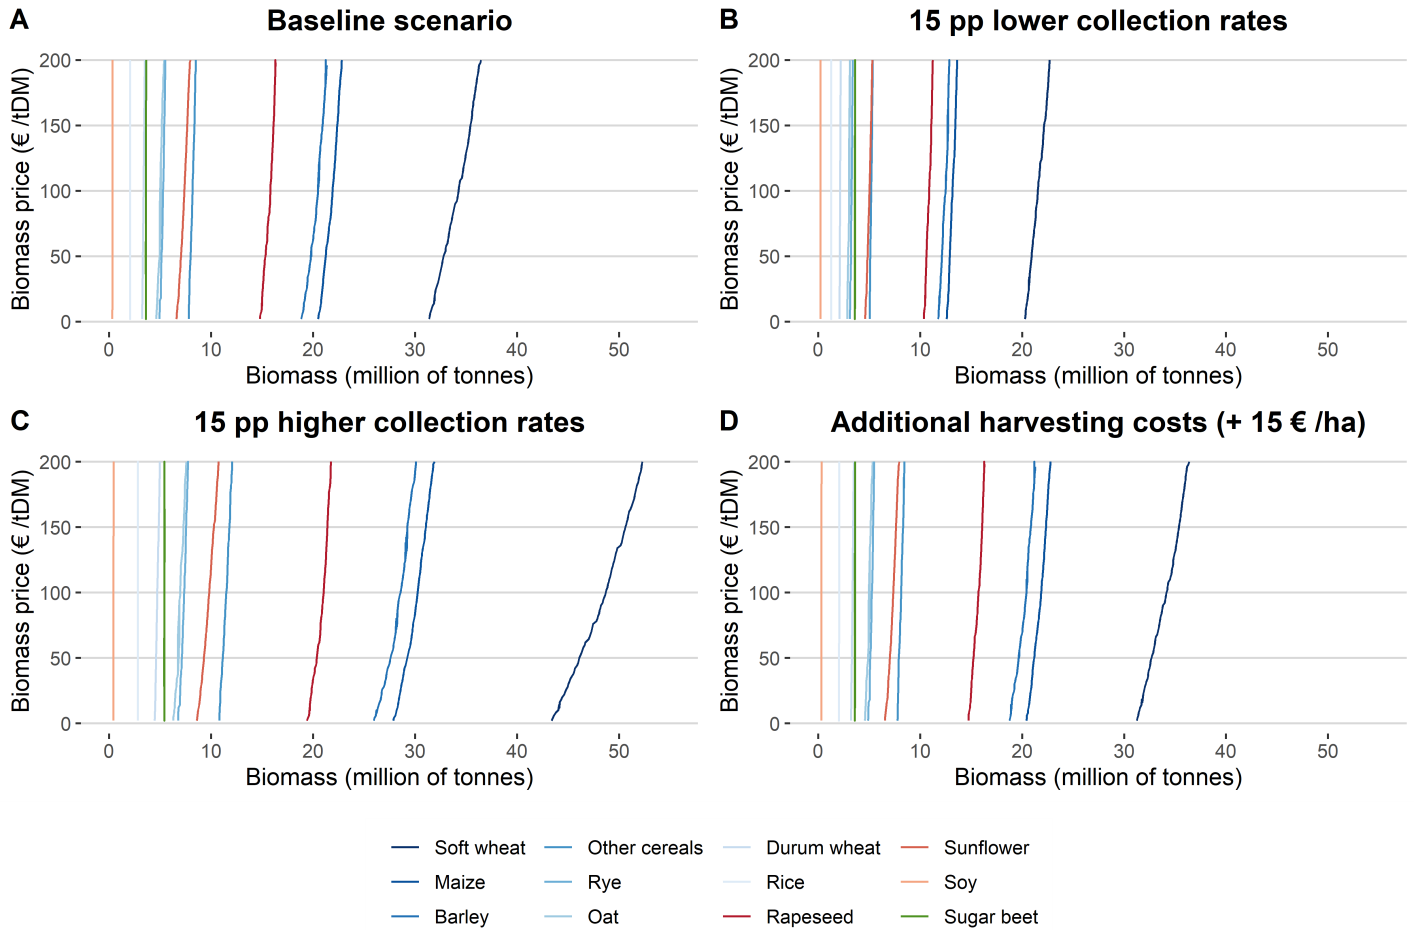 A Baseline scenario
Biomass price (€ /tDM)
200
150
100
50
0
0 10 20 30 40 50
Biomass (million of tonnes)
B 15 pp lower collection rates
Biomass price (€ /tDM)
200
150
100
50
0
0 10 20 30 40 50
Biomass (million of tonnes)
C 15 pp higher collection rates
Biomass price (€ /tDM)
200
150
100
50
0
0 10 20 30 40 50
Biomass (million of tonnes)
D Additional harvesting costs (+ 15 € /ha)
Biomass price (€ /tDM)
200
150
100
50
0
0 10 20 30 40 50
Biomass (million of tonnes)
Soft wheat Other cereals Durum wheat Sunflower
Maize Rye Rice Soy
Barley Oat Rapeseed Sugar beet